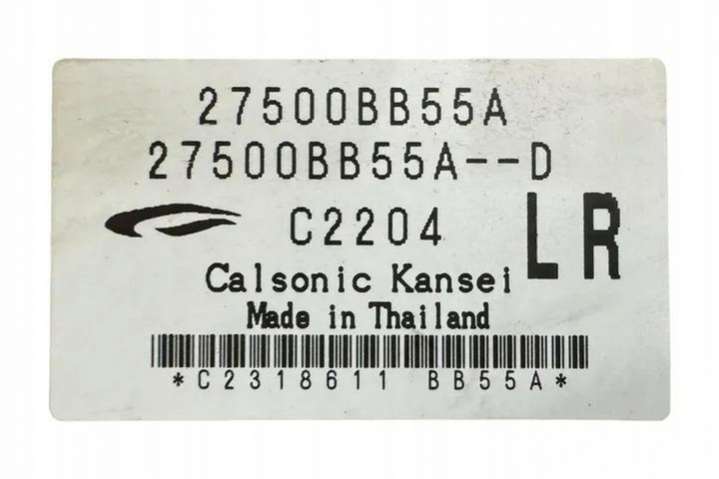 27500BB55A
27500BB55A--D
C2204
LR
Calsonic Kansei
Made in Thailand
*C2318611 BB55A*